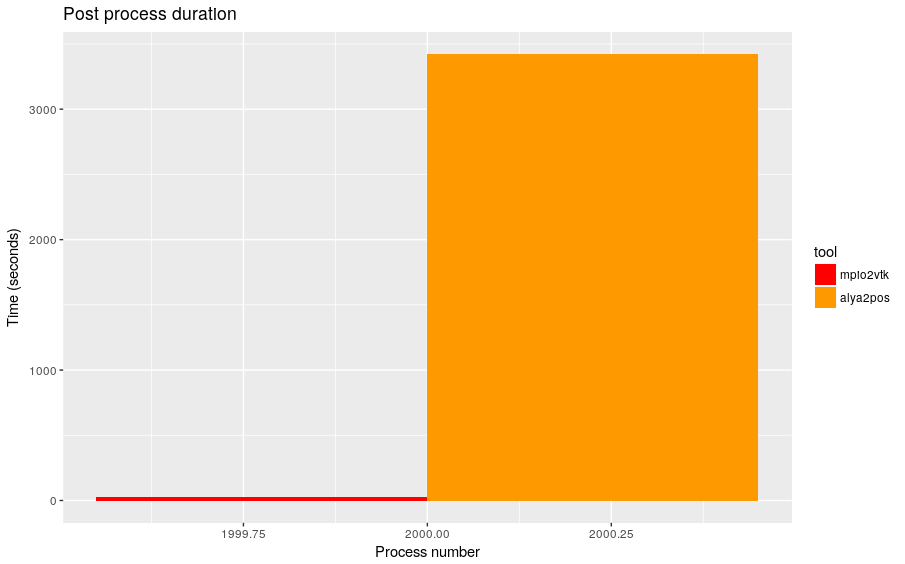 Post process duration
Time (seconds)
3000
2000
1000
0
1999.75
2000.00
2000.25
Process number
tool
mpio2vtk
alya2pos